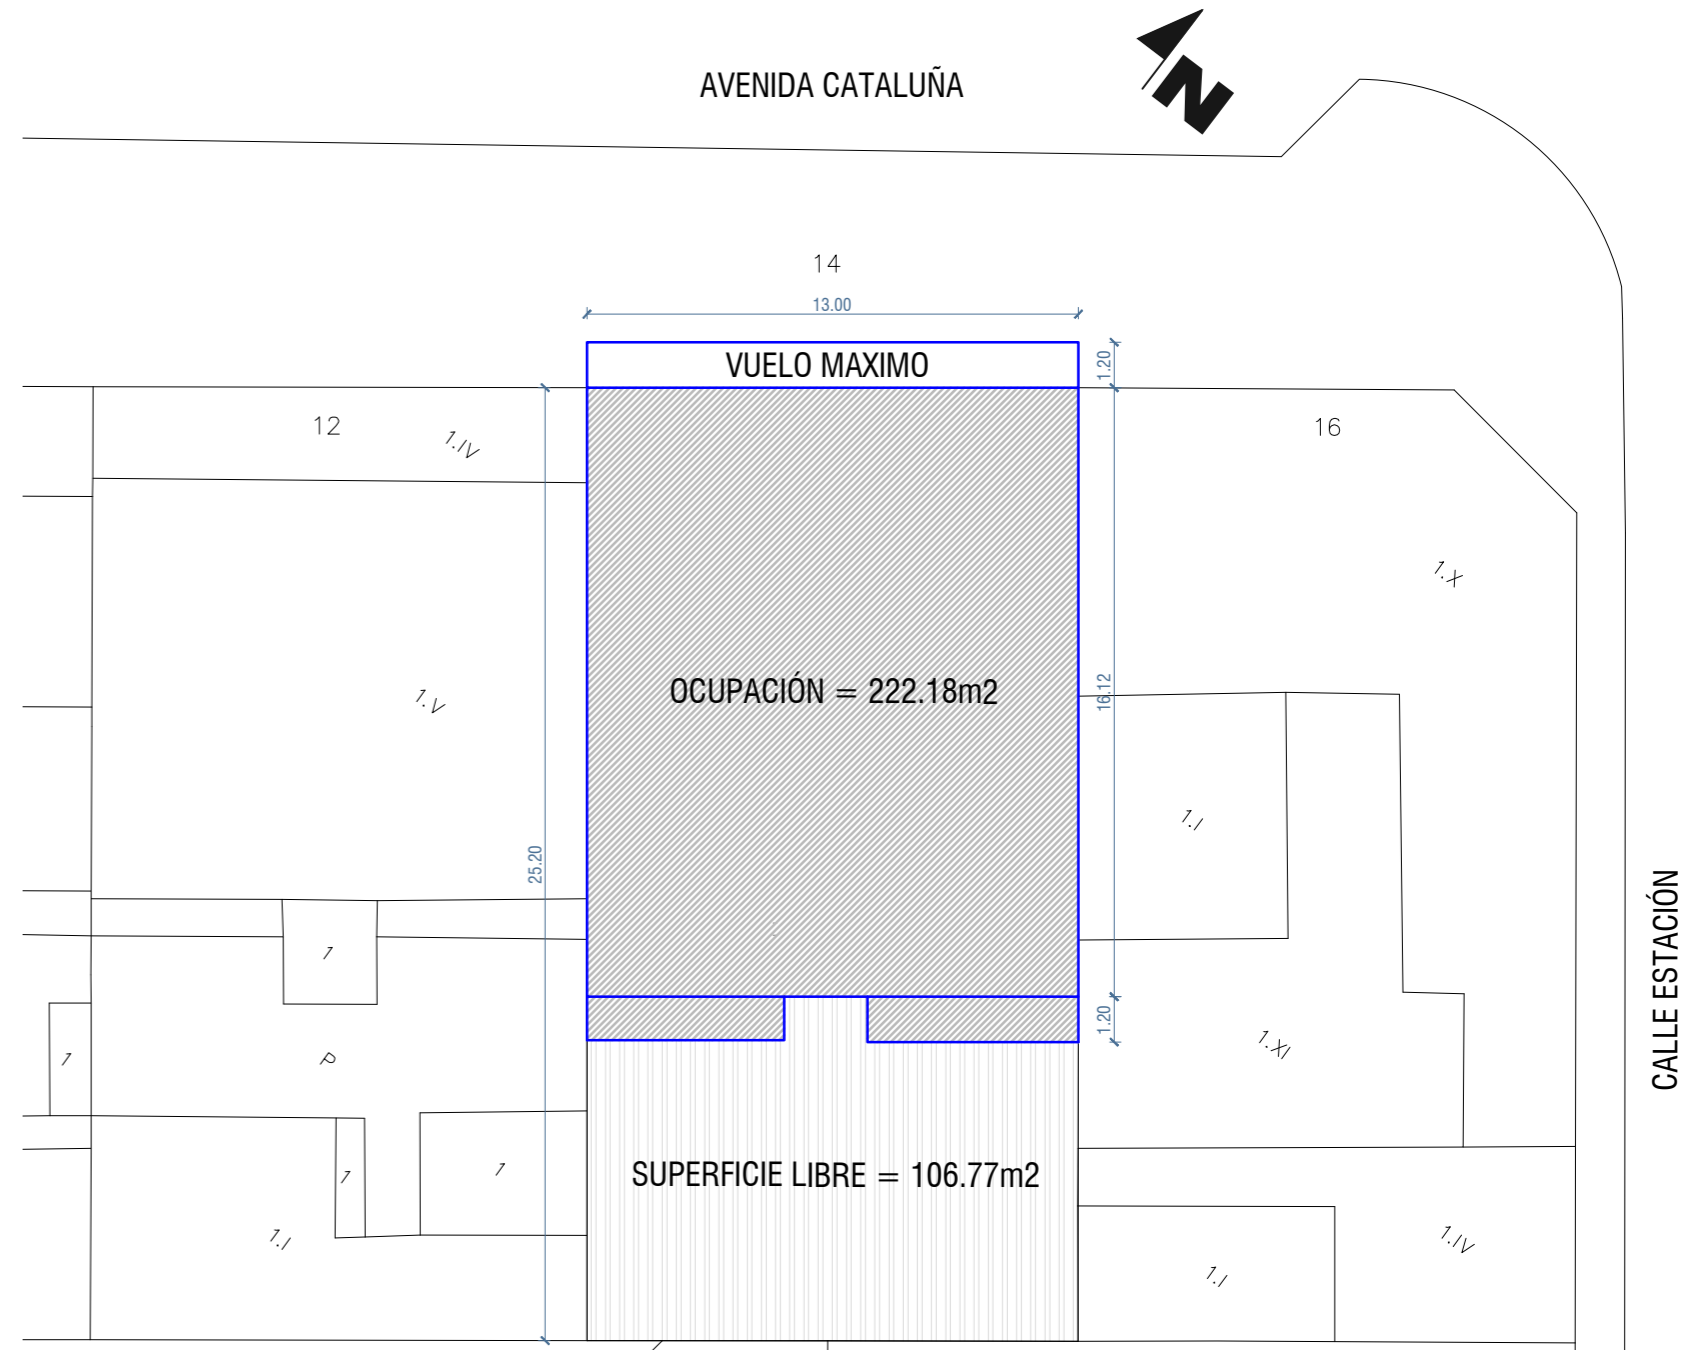 AVENIDA CATALUÑA
N
14
13.00
VUELO MAXIMO
1.20
12
1.IV
16
1.X
OCUPACIÓN = 222.18m2
16.12
1.V
1.I
25.20
CALLE ESTACIÓN
1
1.20
1
P
1.XI
SUPERFICIE LIBRE = 106.77m2
1
1
1.I
1.IV
1.I